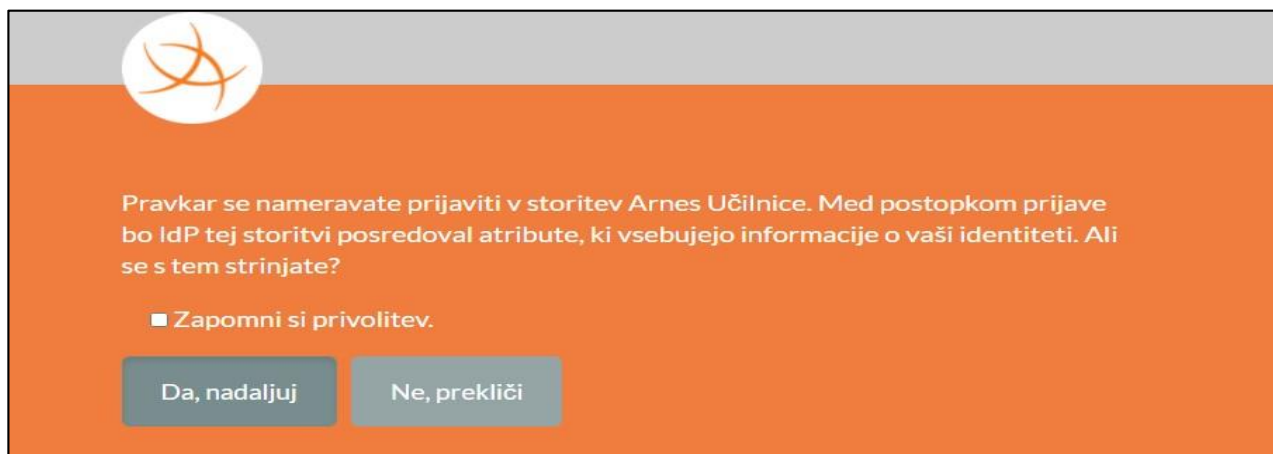 Pravkar se nameravate prijaviti v storitev Arnes Učilnice. Med postopkom prijave
bo IdP tej storitvi posredoval atribute, ki vsebujejo informacije o vaši identiteti. Ali
se s tem strinjate?
Zapomni si privolitev.
Da, nadaljuj
Ne, prekliči